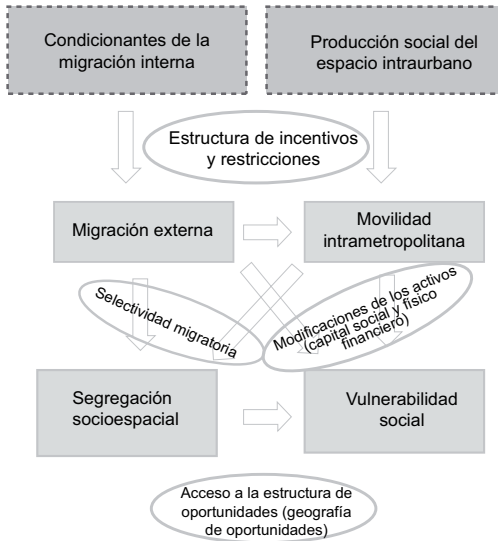 Condicionantes de la
migración interna
Producción social del
espacio intraurbano
Estructura de incentivos
y restricciones
Migración externa
Movilidad
intrametropolitana
Selectividad migratoria
Modificaciones de los activos
(capital social y físico
financiero)
Segregación
socioespacial
Vulnerabilidad
social
Acceso a la estructura de
oportunidades (geografía
de oportunidades)